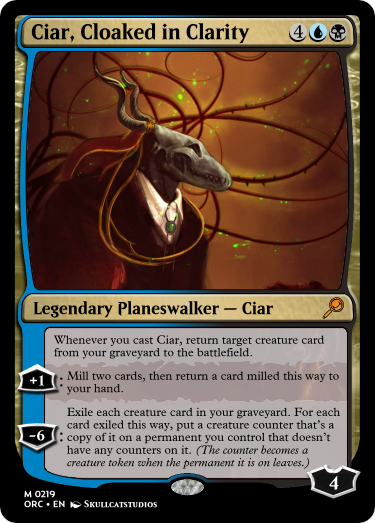 Ciar, Cloaked in Clarity 4
Legendary Planeswalker — Ciar
Whenever you cast Ciar, return target creature card
from your graveyard to the battlefield.
+1: Mill two cards, then return a card milled this way to
your hand.
Exile each creature card in your graveyard. For each
card exiled this way, put a creature counter that's a
-6: copy of it on a permanent you control that doesn't
have any counters on it. (The counter becomes a
creature token when the permanent it is on leaves.)
4
M 0219
ORC • EN Skullcatstudios